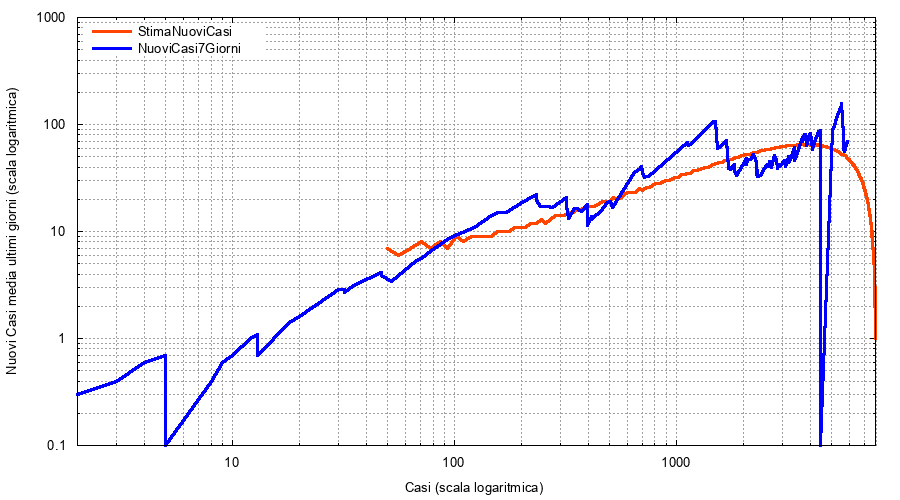 1000
StimaNuoviCasi
NuoviCasi7Giorni
100
10
1
0.1
Nuovi Casi media ultimi giorni (scala logaritmica)
10
100
1000
Casi (scala logaritmica)